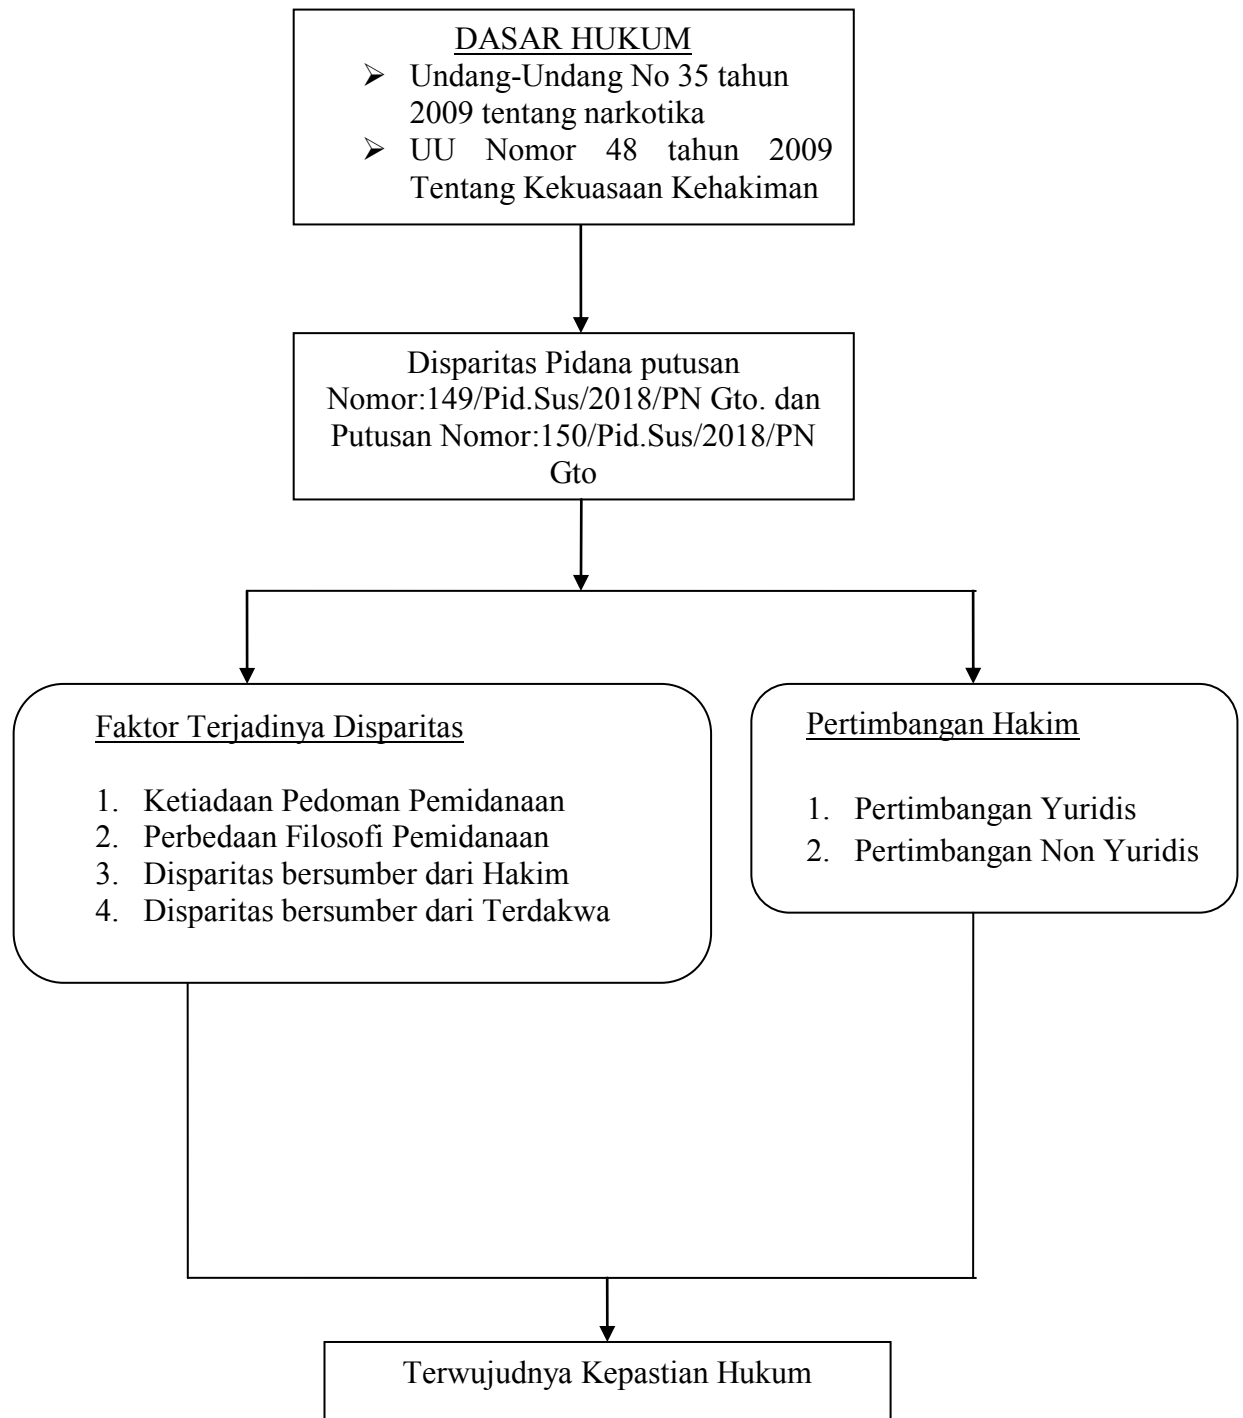 DASAR HUKUM
➢ Undang-Undang No 35 tahun
2009 tentang narkotika
➢ UU Nomor 48 tahun 2009
Tentang Kekuasaan Kehakiman
Disparitas Pidana putusan
Nomor:149/Pid.Sus/2018/PN Gto. dan
Putusan Nomor:150/Pid.Sus/2018/PN
Gto
Faktor Terjadinya Disparitas
1. Ketiadaan Pedoman Pemidanaan
2. Perbedaan Filosofi Pemidanaan
3. Disparitas bersumber dari Hakim
4. Disparitas bersumber dari Terdakwa
Pertimbangan Hakim
1. Pertimbangan Yuridis
2. Pertimbangan Non Yuridis
Terwujudnya Kepastian Hukum